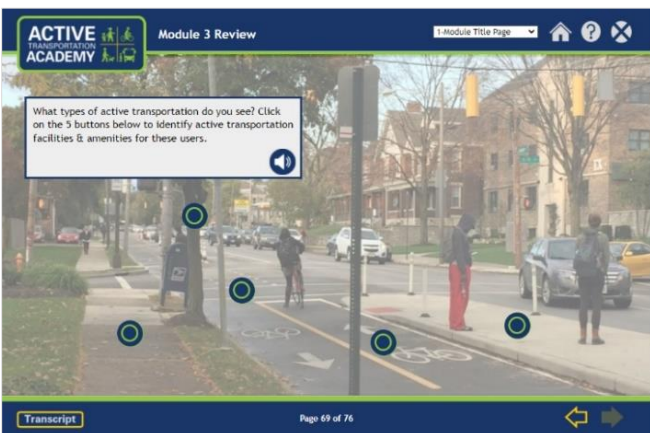 ACTIVE
TRANSPORTATION
ACADEMY
Module 3 Review
1-Module Title Page
?
What types of active transportation do you see? Click
on the 5 buttons below to identify active transportation
facilities & amenities for these users.
Transcript
Page 69 of 76